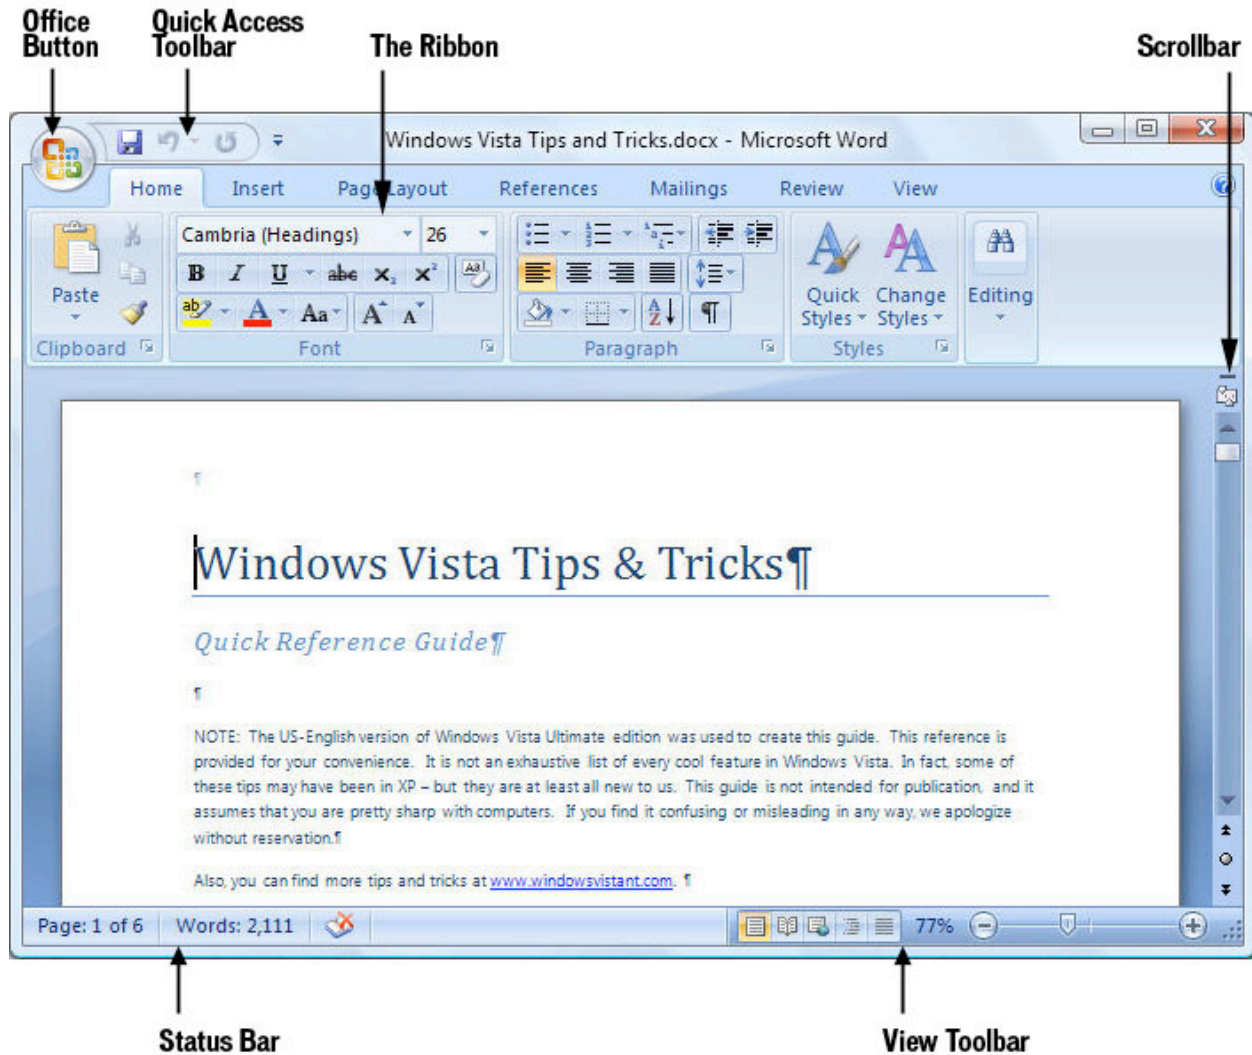 Office
Button
Quick Access
Toolbar
The Ribbon
Scrollbar
Windows Vista Tips and Tricks.docx - Microsoft Word
Home Insert Page Layout References Mailings Review View
Cambria (Headings) 26
B I U abc x₂ x² Aa
ab A Aa A A
A Z ¶
Paste
Quick
Styles
Change
Styles
Editing
Clipboard Font Paragraph Styles
¶
Windows Vista Tips & Tricks¶
Quick Reference Guide¶
¶
NOTE: The US-English version of Windows Vista Ultimate edition was used to create this guide. This reference is
provided for your convenience. It is not an exhaustive list of every cool feature in Windows Vista. In fact, some of
these tips may have been in XP – but they are at least all new to us. This guide is not intended for publication, and it
assumes that you are pretty sharp with computers. If you find it confusing or misleading in any way, we apologize
without reservation.¶
Also, you can find more tips and tricks at www.windowsvistant.com. ¶
Page: 1 of 6 Words: 2,111 77%
Status Bar
View Toolbar